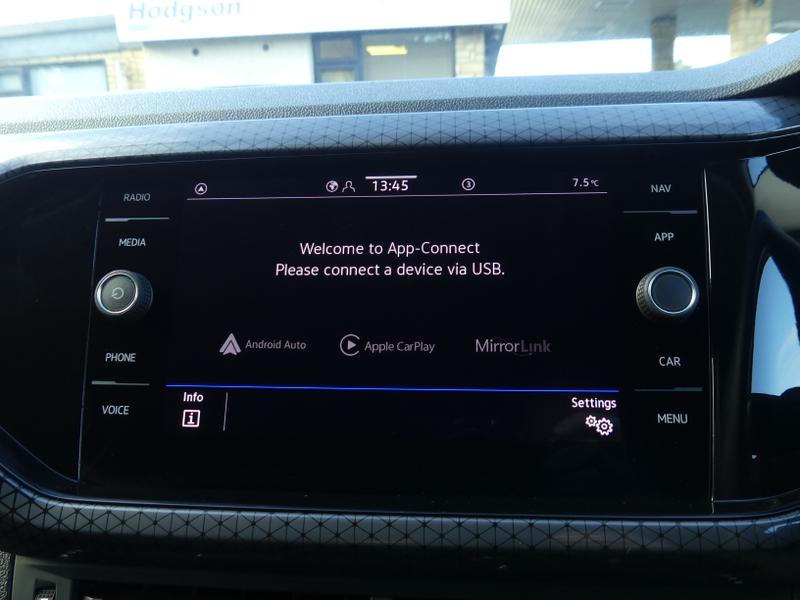 Hodgson
RADIO
MEDIA
PHONE
VOICE
13:45
3
7.5°C
Welcome to App-Connect
Please connect a device via USB.
Android Auto
Apple CarPlay
MirrorLink
Info
i
Settings
NAV
APP
CAR
MENU